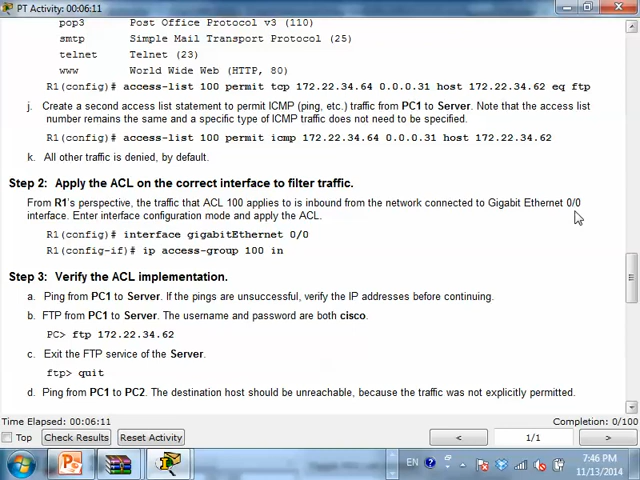 PT Activity: 00:06:11
pop3 Post Office Protocol v3 (110)
smtp Simple Mail Transport Protocol (25)
telnet Telnet (23)
www World Wide Web (HTTP, 80)
R1(config)# access-list 100 permit tcp 172.22.34.64 0.0.0.31 host 172.22.34.62 eq ftp
j. Create a second access list statement to permit ICMP (ping, etc.) traffic from PC1 to Server. Note that the access list
number remains the same and a specific type of ICMP traffic does not need to be specified.
R1(config)# access-list 100 permit icmp 172.22.34.64 0.0.0.31 host 172.22.34.62
k. All other traffic is denied, by default.
Step 2: Apply the ACL on the correct interface to filter traffic.
From R1's perspective, the traffic that ACL 100 applies to is inbound from the network connected to Gigabit Ethernet 0/0
interface. Enter interface configuration mode and apply the ACL.
R1(config)# interface gigabitEthernet 0/0
R1(config-if)# ip access-group 100 in
Step 3: Verify the ACL implementation.
a. Ping from PC1 to Server. If the pings are unsuccessful, verify the IP addresses before continuing.
b. FTP from PC1 to Server. The username and password are both cisco.
PC> ftp 172.22.34.62
c. Exit the FTP service of the Server.
ftp> quit
d. Ping from PC1 to PC2. The destination host should be unreachable, because the traffic was not explicitly permitted.
Time Elapsed: 00:06:11 Completion: 0/100
Top Check Results Reset Activity < 1/1 >
EN 7:46 PM
11/13/2014